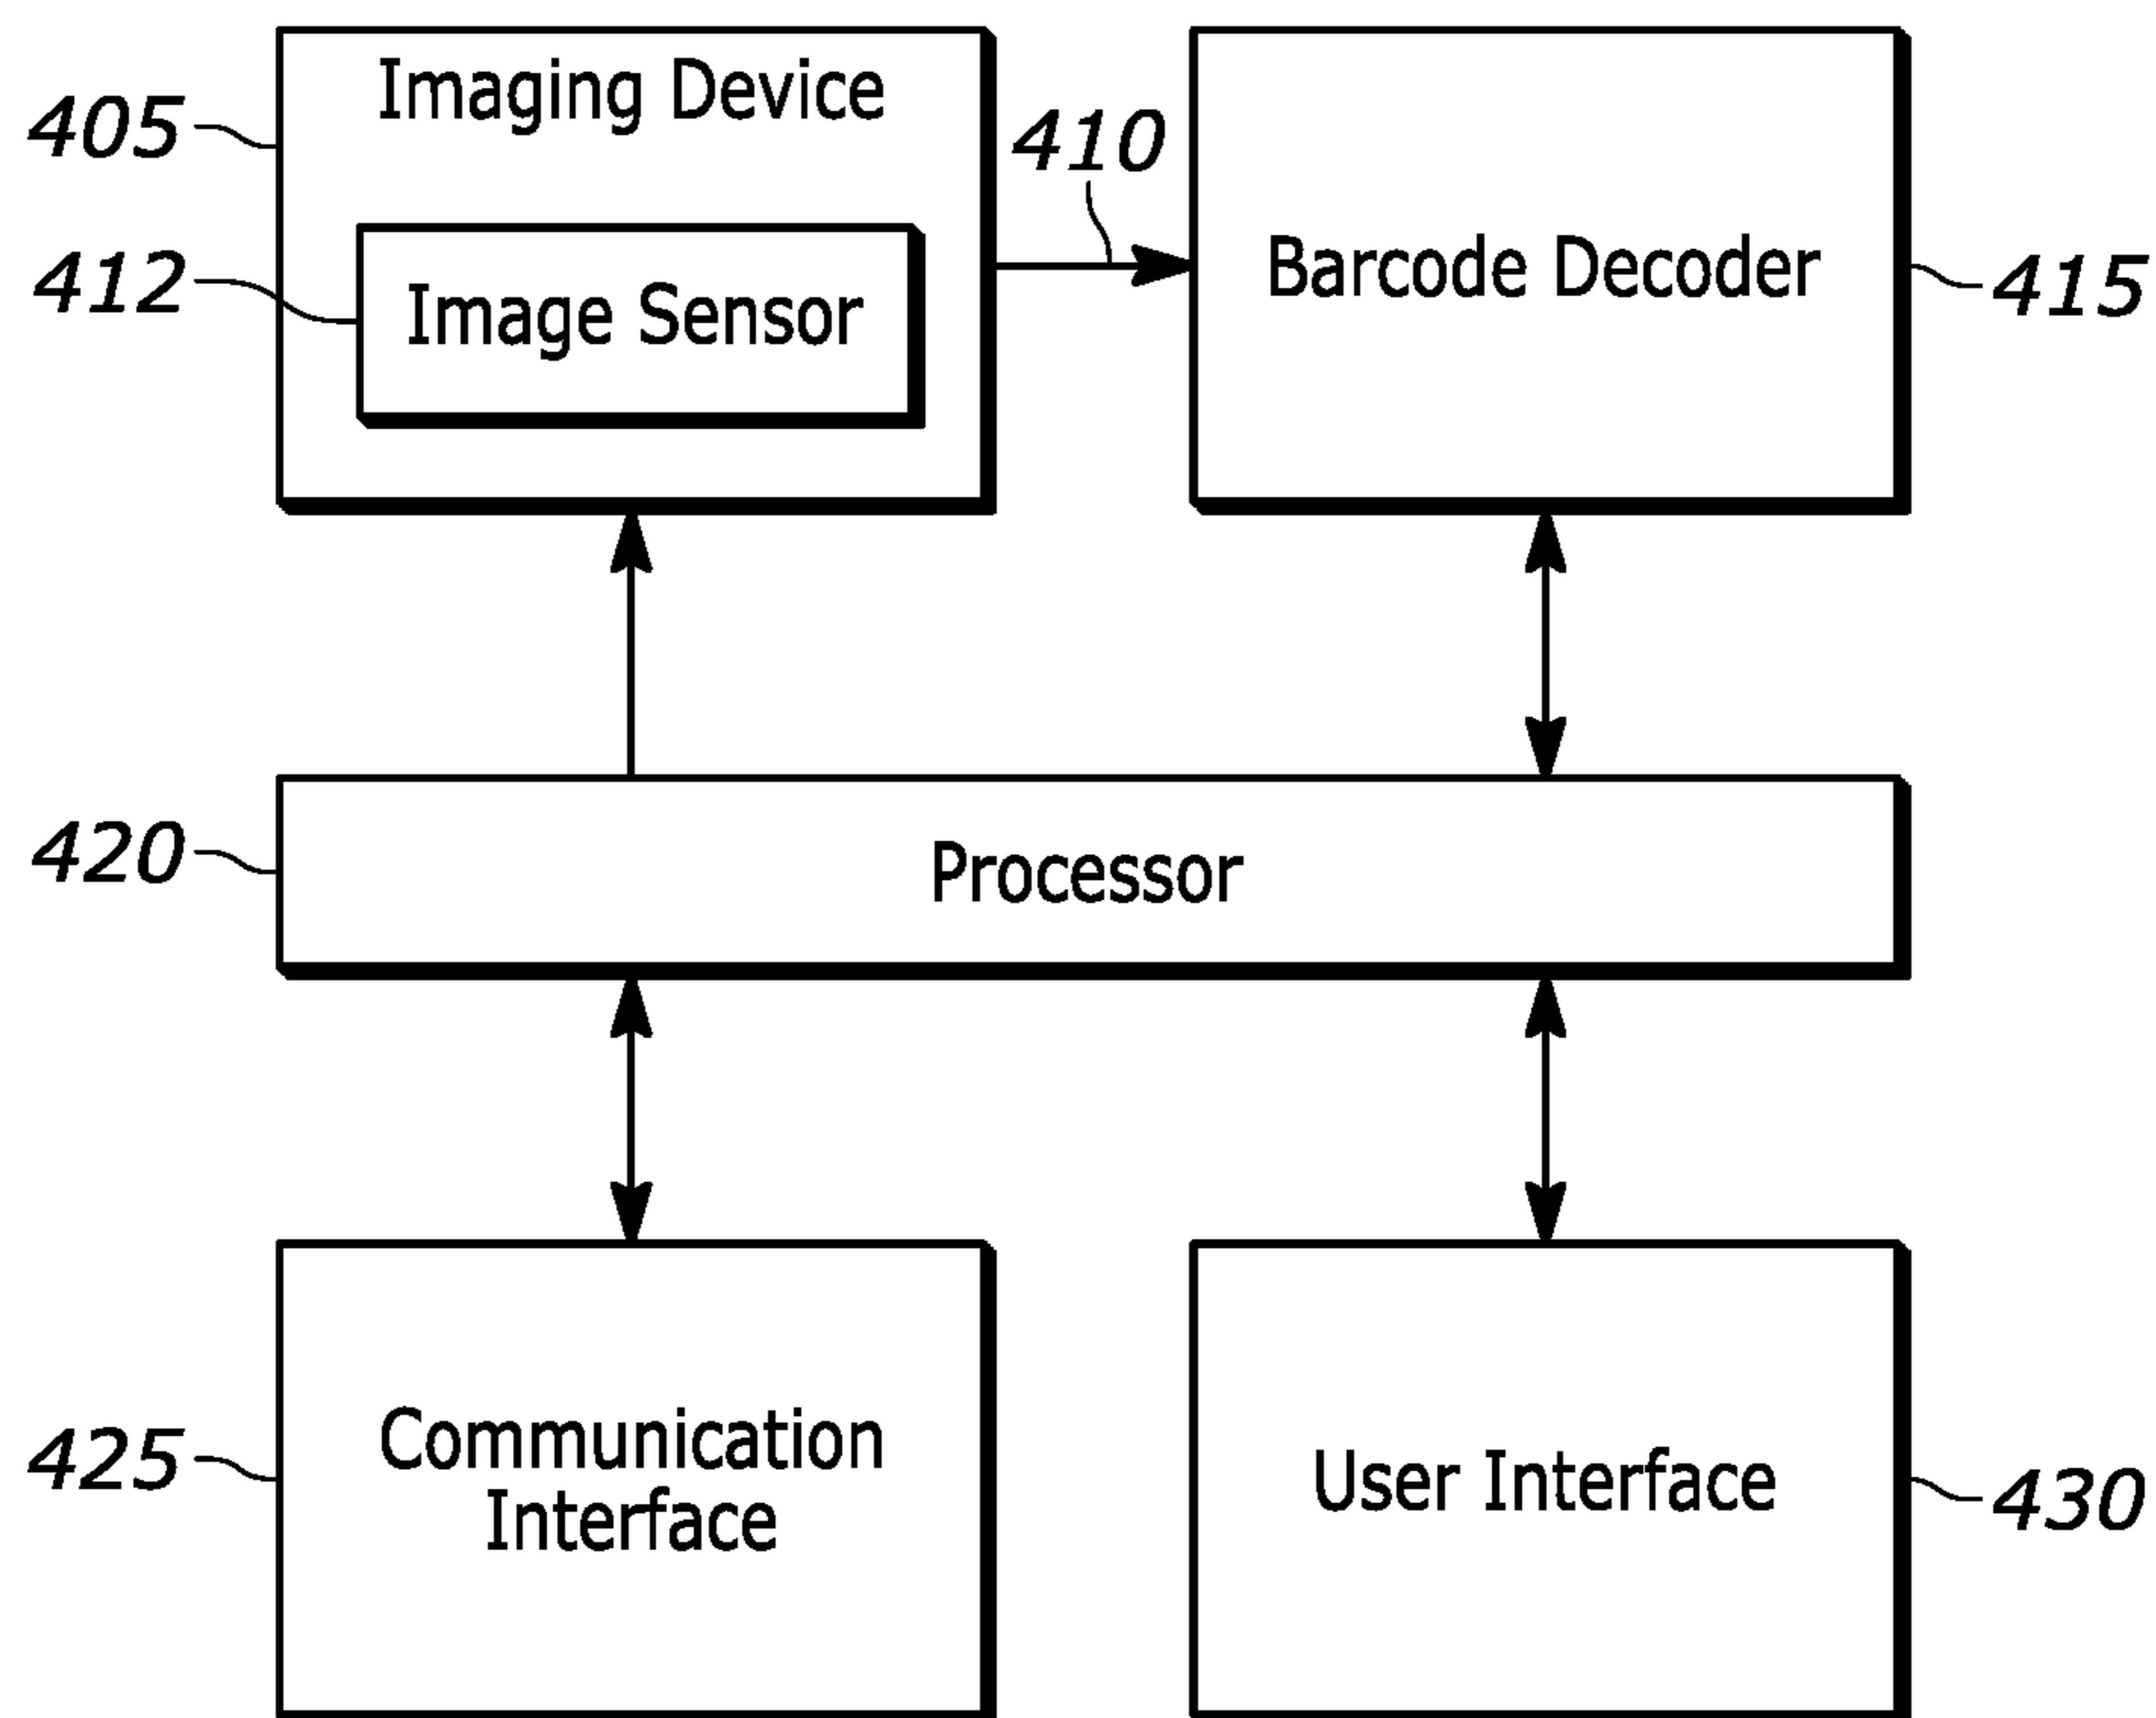 Imaging Device
405
410
412
Image Sensor
Barcode Decoder
415
420
Processor
425
Communication
Interface
User Interface
430